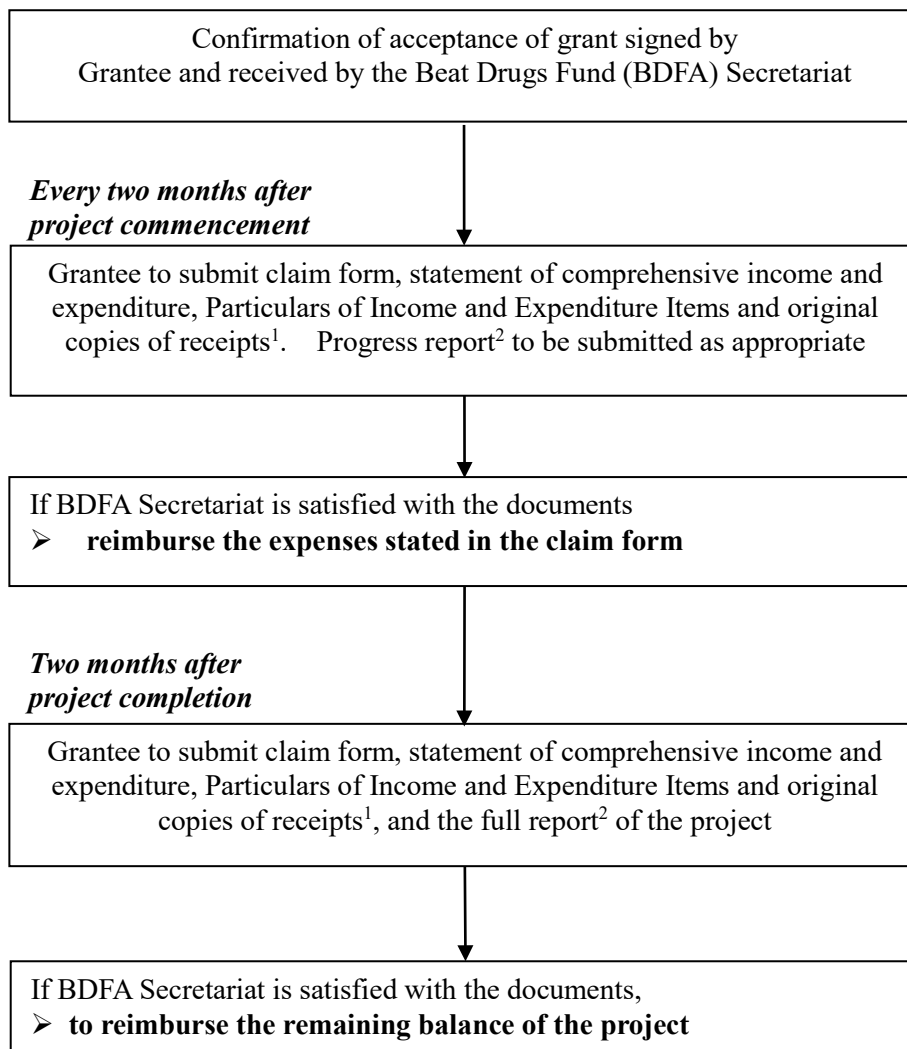 Confirmation of acceptance of grant signed by
Grantee and received by the Beat Drugs Fund (BDFA) Secretariat
Every two months after
project commencement
Grantee to submit claim form, statement of comprehensive income and
expenditure, Particulars of Income and Expenditure Items and original
copies of receipts¹. Progress report² to be submitted as appropriate
If BDFA Secretariat is satisfied with the documents
➢ reimburse the expenses stated in the claim form
Two months after
project completion
Grantee to submit claim form, statement of comprehensive income and
expenditure, Particulars of Income and Expenditure Items and original
copies of receipts¹, and the full report² of the project
If BDFA Secretariat is satisfied with the documents,
➢ to reimburse the remaining balance of the project